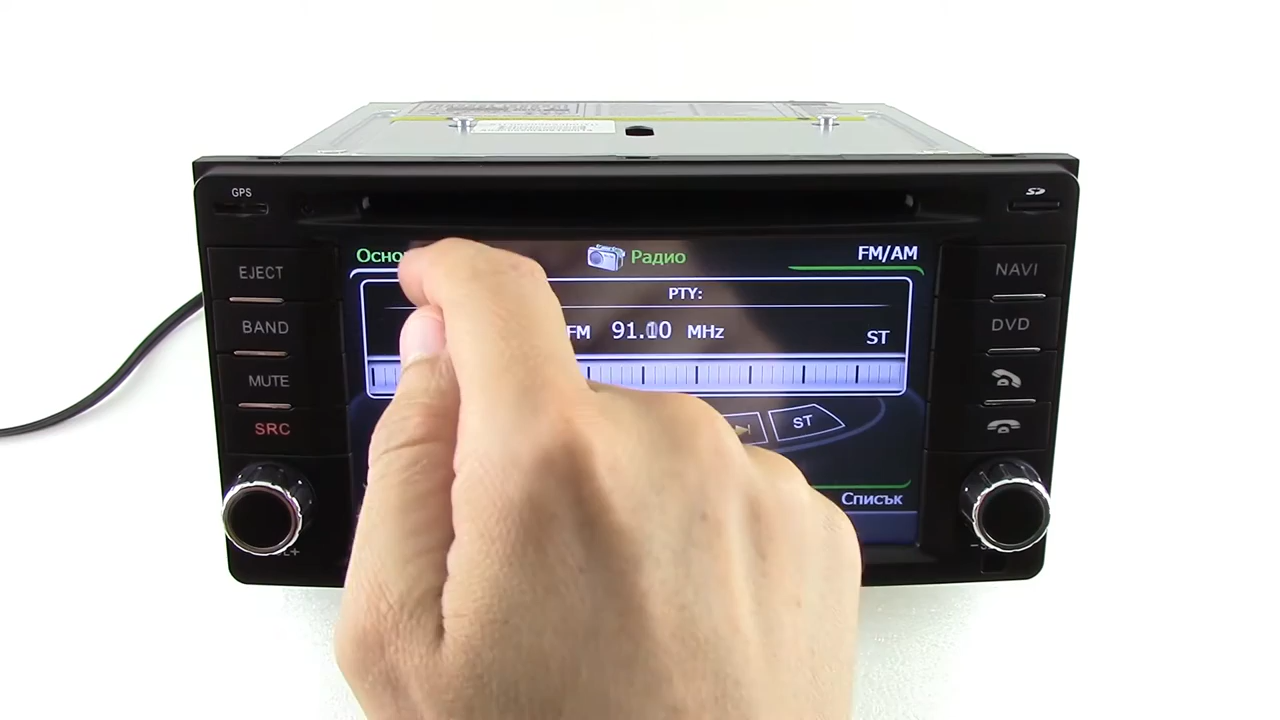 GPS
EJECT
BAND
MUTE
SRC
Радио
FM/AM
PTY:
FM 91.10 MHz
ST
ST
Списък
NAVI
DVD